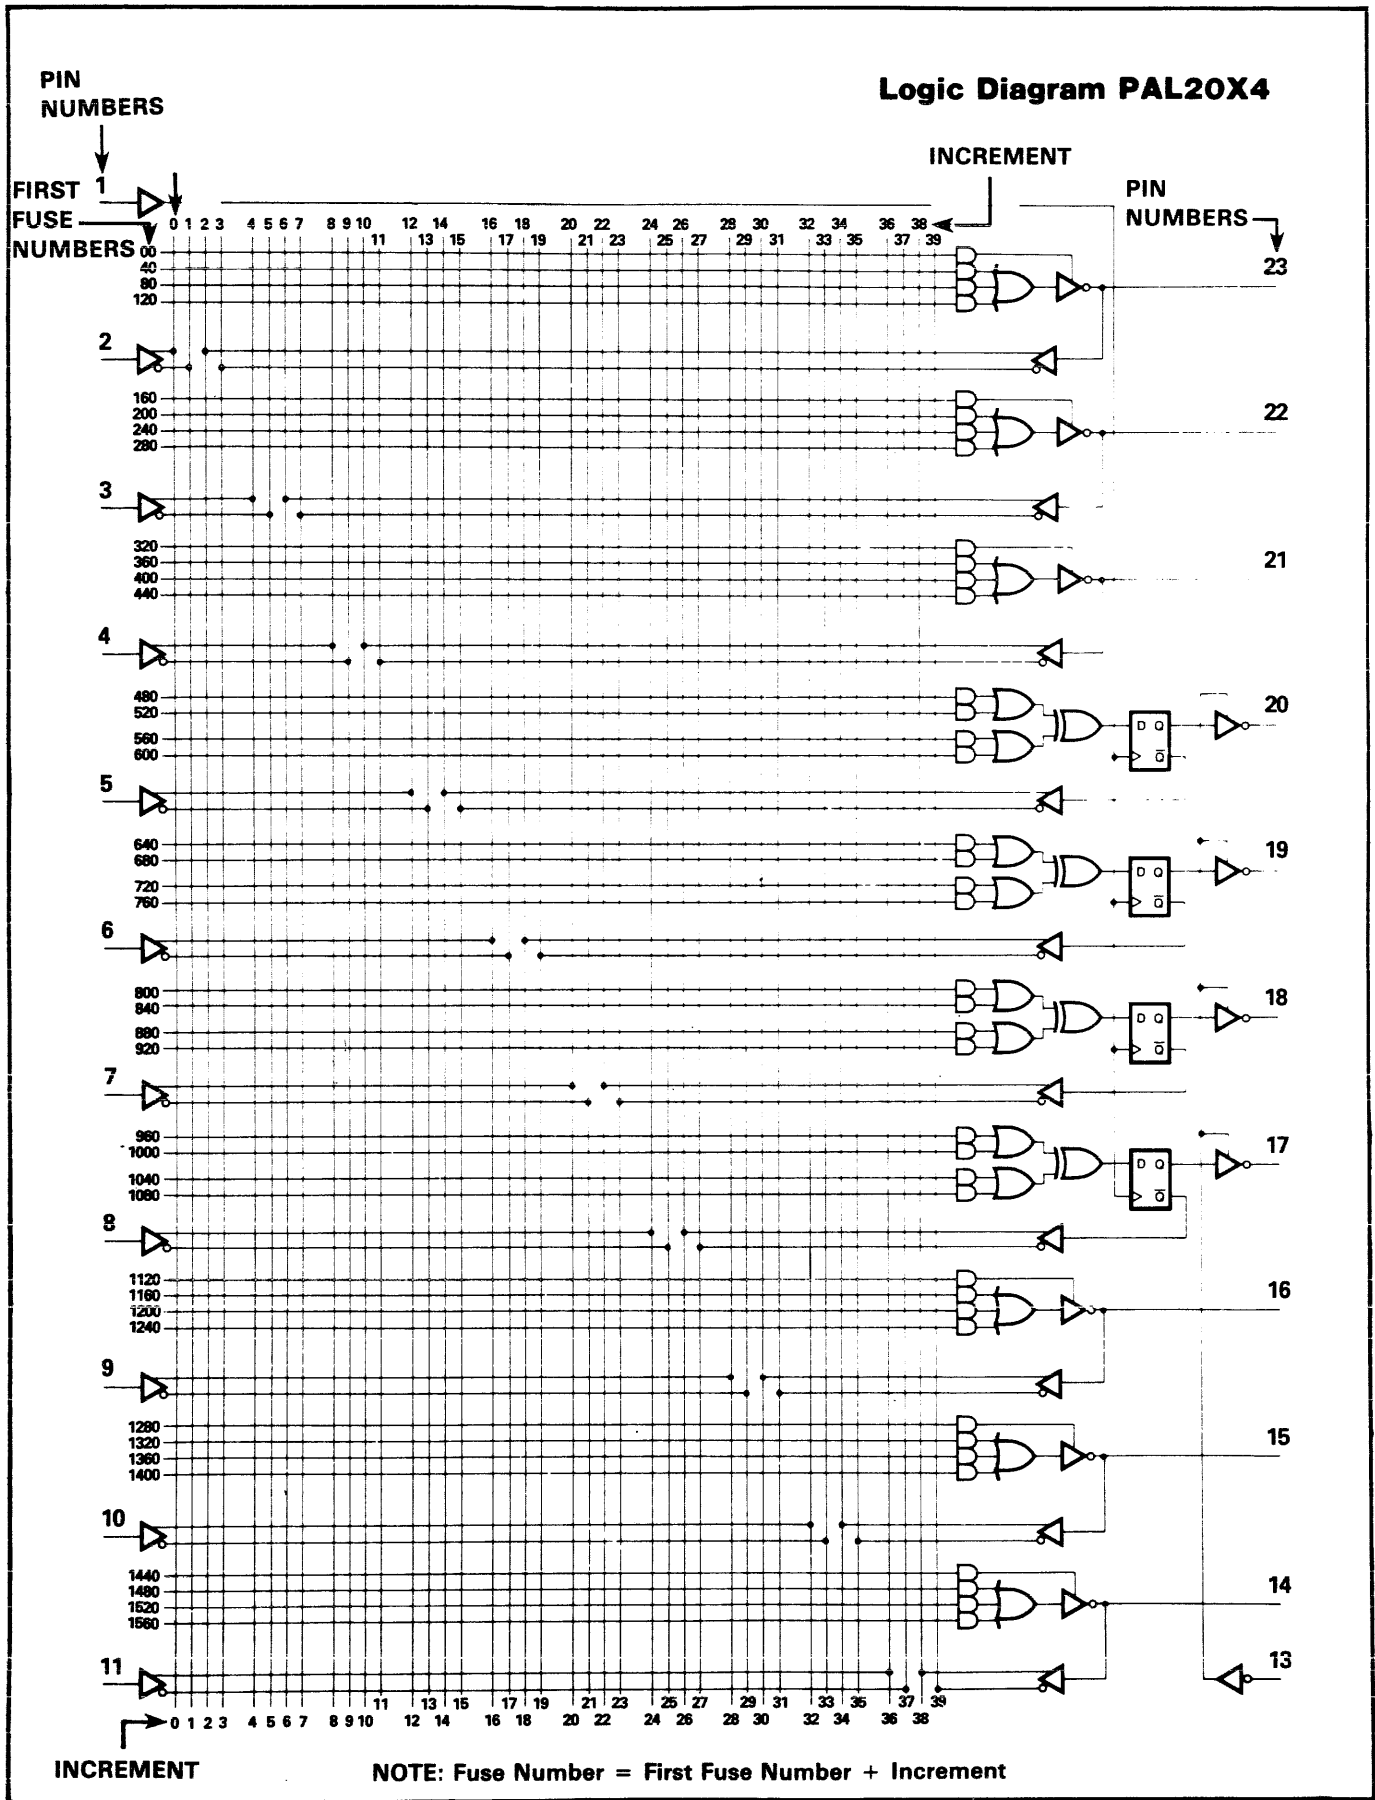 Logic Diagram PAL20X4
PIN
NUMBERS
INCREMENT
PIN
NUMBERS
1
FIRST
FUSE
NUMBERS
0 1 2 3 4 5 6 7 8 9 10 12 14 16 18 20 22 24 26 28 30 32 34 36 38
11 13 15 17 19 21 23 25 27 29 31 33 35 37 39
00
40
80
120
23
2
160
200
240
280
22
3
320
360
400
440
21
4
480
520
560
600
D Q
Q̅
20
5
640
680
720
760
D Q
Q̅
19
6
800
840
880
920
D Q
Q̅
18
7
960
1000
1040
1080
D Q
Q̅
17
8
1120
1160
1200
1240
16
9
1280
1320
1360
1400
15
10
1440
1480
1520
1560
14
11
13
11 13 15 17 19 21 23 25 27 29 31 33 35 37 39
0 1 2 3 4 5 6 7 8 9 10 12 14 16 18 20 22 24 26 28 30 32 34 36 38
INCREMENT
NOTE: Fuse Number = First Fuse Number + Increment